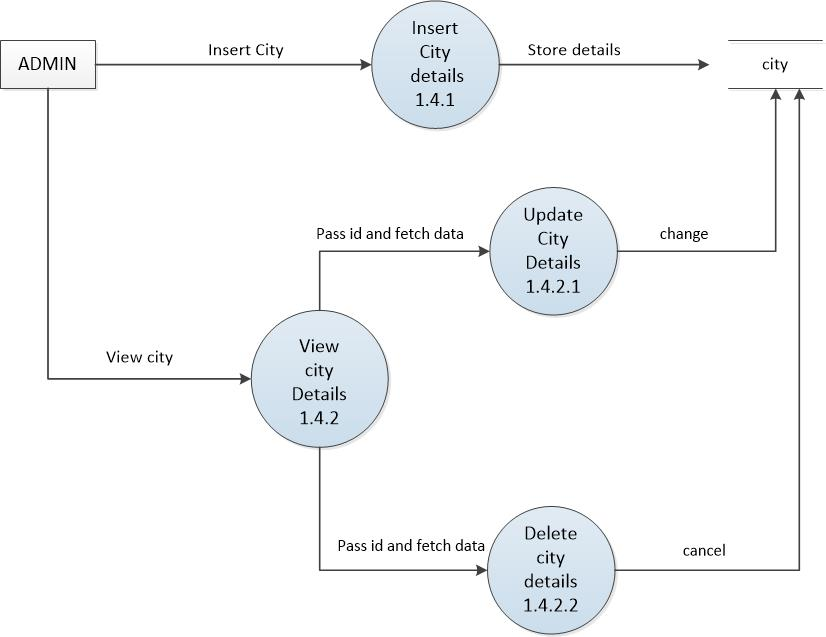 ADMIN
Insert City
Insert
City
details
1.4.1
Store details
city
Pass id and fetch data
Update
City
Details
1.4.2.1
change
View city
View
city
Details
1.4.2
Pass id and fetch data
Delete
city
details
1.4.2.2
cancel